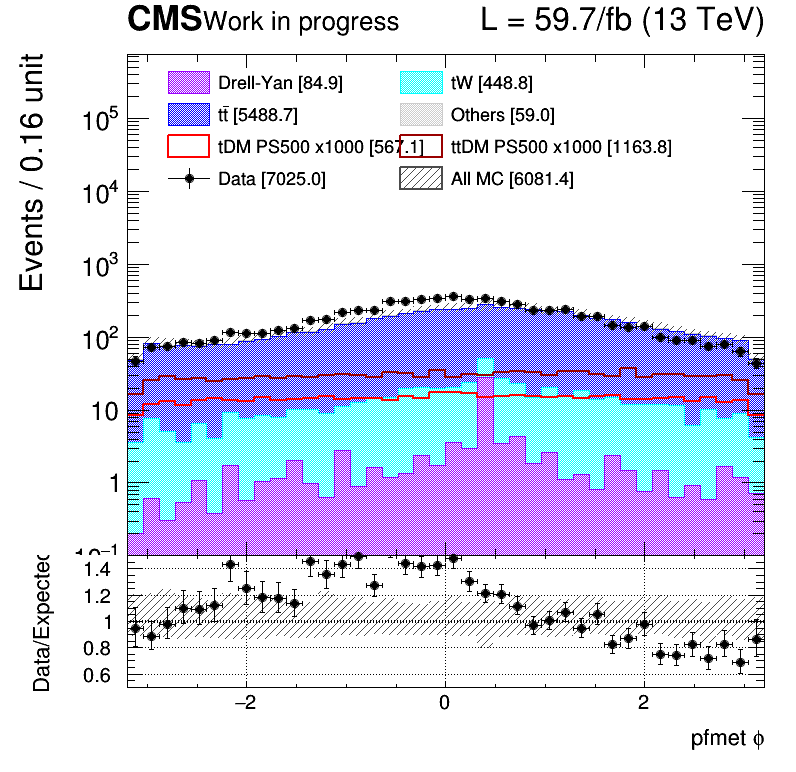 CMS Work in progress L = 59.7/fb (13 TeV)
Events / 0.16 unit
Drell-Yan [84.9] tW [448.8]
tt̄ [5488.7] Others [59.0]
tDM PS500 x1000 [567.1] ttDM PS500 x1000 [1163.8]
Data [7025.0] All MC [6081.4]
10⁵
10⁴
10³
10²
10
1
10⁻¹
Data/Expected
1.4
1.2
1
0.8
0.6
−2 0 2
pfmet ϕ